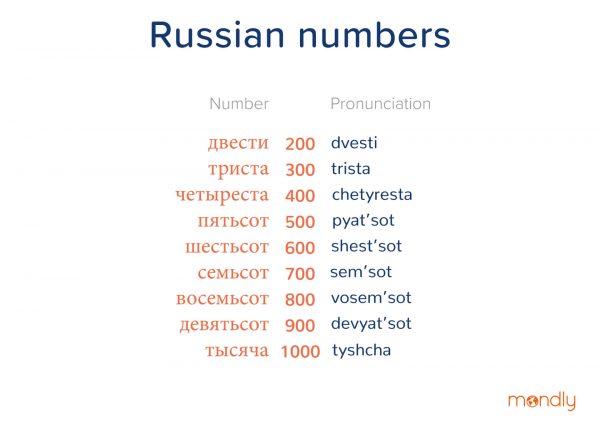 Russian numbers
Number Pronunciation
двести 200 dvesti
триста 300 trista
четыреста 400 chetyresta
пятьсот 500 pyat’sot
шестьсот 600 shest’sot
семьсот 700 sem’sot
восемьсот 800 vosem’sot
девятьсот 900 devyat’sot
тысяча 1000 tyshcha
mondly